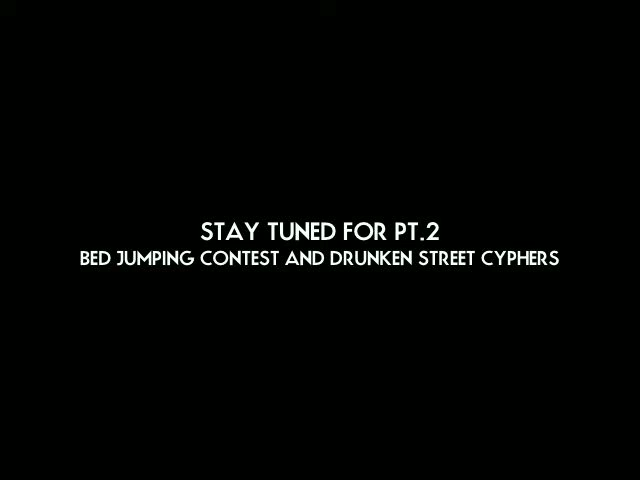 STAY TUNED FOR PT.2
BED JUMPING CONTEST AND DRUNKEN STREET CYPHERS